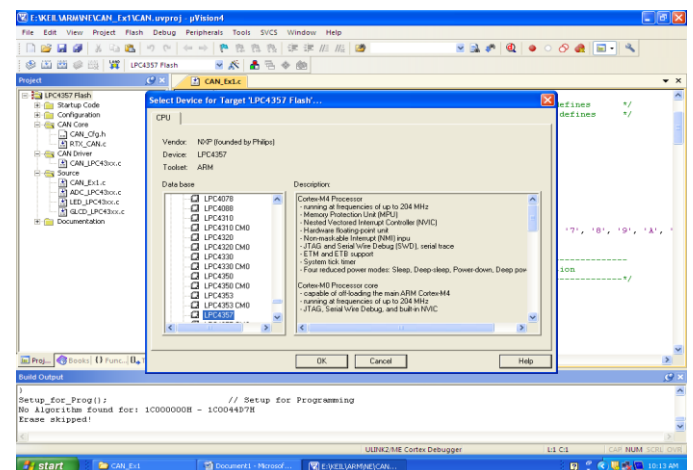 E:\KEIL\ARM\NE\CAN_Ex1\CAN.uvproj - µVision4
File Edit View Project Flash Debug Peripherals Tools SVCS Window Help
LPC4357 Flash
Project
CAN_Ex1.c
LPC4357 Flash
Startup Code
Configuration
CAN Core
CAN_Cfg.h
RTX_CAN.c
CAN Driver
CAN_LPC43xx.c
Source
CAN_Ex1.c
ADC_LPC43xx.c
LED_LPC43xx.c
GLCD_LPC43xx.c
Documentation
efines */
defines */
'7', '8', '9', 'A', '
ion
--*/
Select Device for Target 'LPC4357 Flash'...
CPU
Vendor: NXP (founded by Philips)
Device: LPC4357
Toolset: ARM
Data base
LPC4078
LPC4088
LPC4310
LPC4310 CM0
LPC4320
LPC4320 CM0
LPC4330
LPC4330 CM0
LPC4350
LPC4350 CM0
LPC4353
LPC4353 CM0
LPC4357
Description:
Cortex-M4 Processor
- running at frequencies of up to 204 MHz
- Memory Protection Unit (MPU)
- Nested Vectored Interrupt Controller (NVIC)
- Hardware floating-point unit
- Non-maskable Interrupt (NMI) inpu
- JTAG and Serial Wire Debug (SWD), serial trace
- ETM and ETB support
- System tick timer
- Four reduced power modes: Sleep, Deep-sleep, Power-down, Deep pow
Cortex-M0 Processor core
- capable of off-loading the main ARM Cortex-M4
- running at frequencies of up to 204 MHz
- JTAG, Serial Wire Debug, and built-in NVIC
OK Cancel Help
Proj... Books {} Func... 0. T
Build Output
}
Setup_for_Prog(); // Setup for Programming
No Algorithm found for: 1C000000H - 1C0044D7H
Erase skipped!
ULINK2/ME Cortex Debugger L:1 C:1 CAP NUM SCRL OVR
start CAN_Ex1 Document1 - Microsof... E:\KEIL\ARM\NE\CAN... 10:13 AM